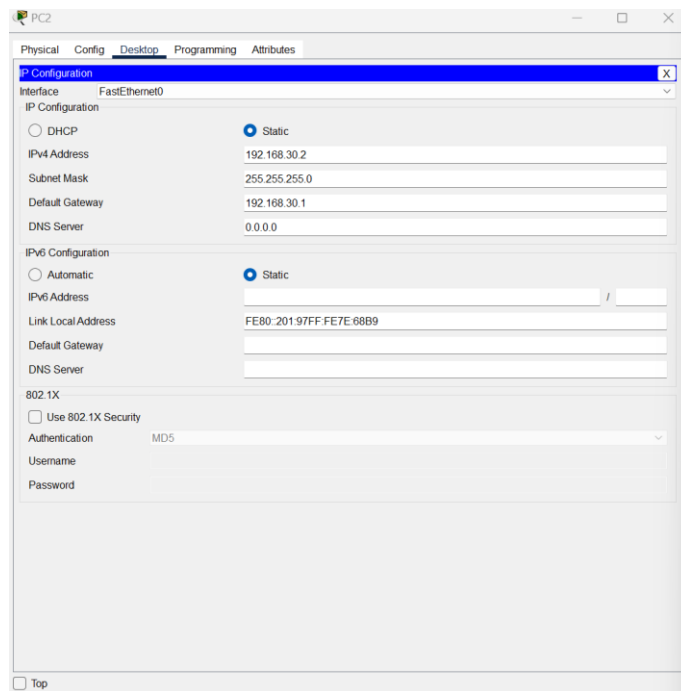 PC2
Physical Config Desktop Programming Attributes
IP Configuration X
Interface FastEthernet0
IP Configuration
DHCP Static
IPv4 Address 192.168.30.2
Subnet Mask 255.255.255.0
Default Gateway 192.168.30.1
DNS Server 0.0.0.0
IPv6 Configuration
Automatic Static
IPv6 Address /
Link Local Address FE80::201:97FF:FE7E:68B9
Default Gateway
DNS Server
802.1X
Use 802.1X Security
Authentication MD5
Username
Password
Top